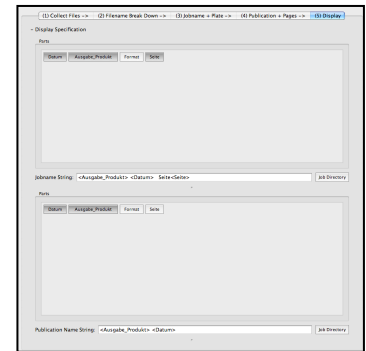 (1) Collect Files -> (2) Filename Break Down -> (3) Jobname + Plate -> (4) Publication + Pages -> (5) Display
Display Specification
Parts
Datum Ausgabe_Produkt Format Seite
Jobname String: <Ausgabe_Produkt> <Datum> Seite<Seite> Job Directory
Parts
Datum Ausgabe_Produkt Format Seite
Publication Name String: <Ausgabe_Produkt> <Datum> Job Directory